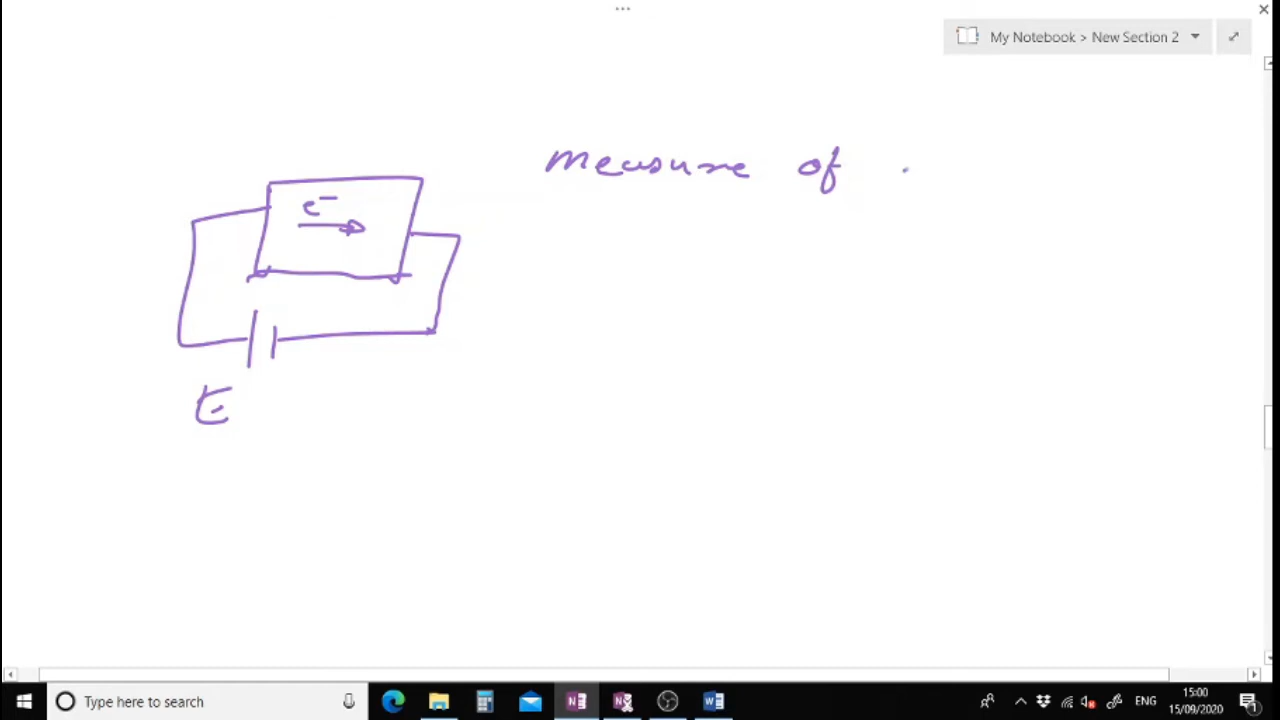 My Notebook > New Section 2
measure of
e⁻
E
Type here to search
ENG
15:00
15/09/2020